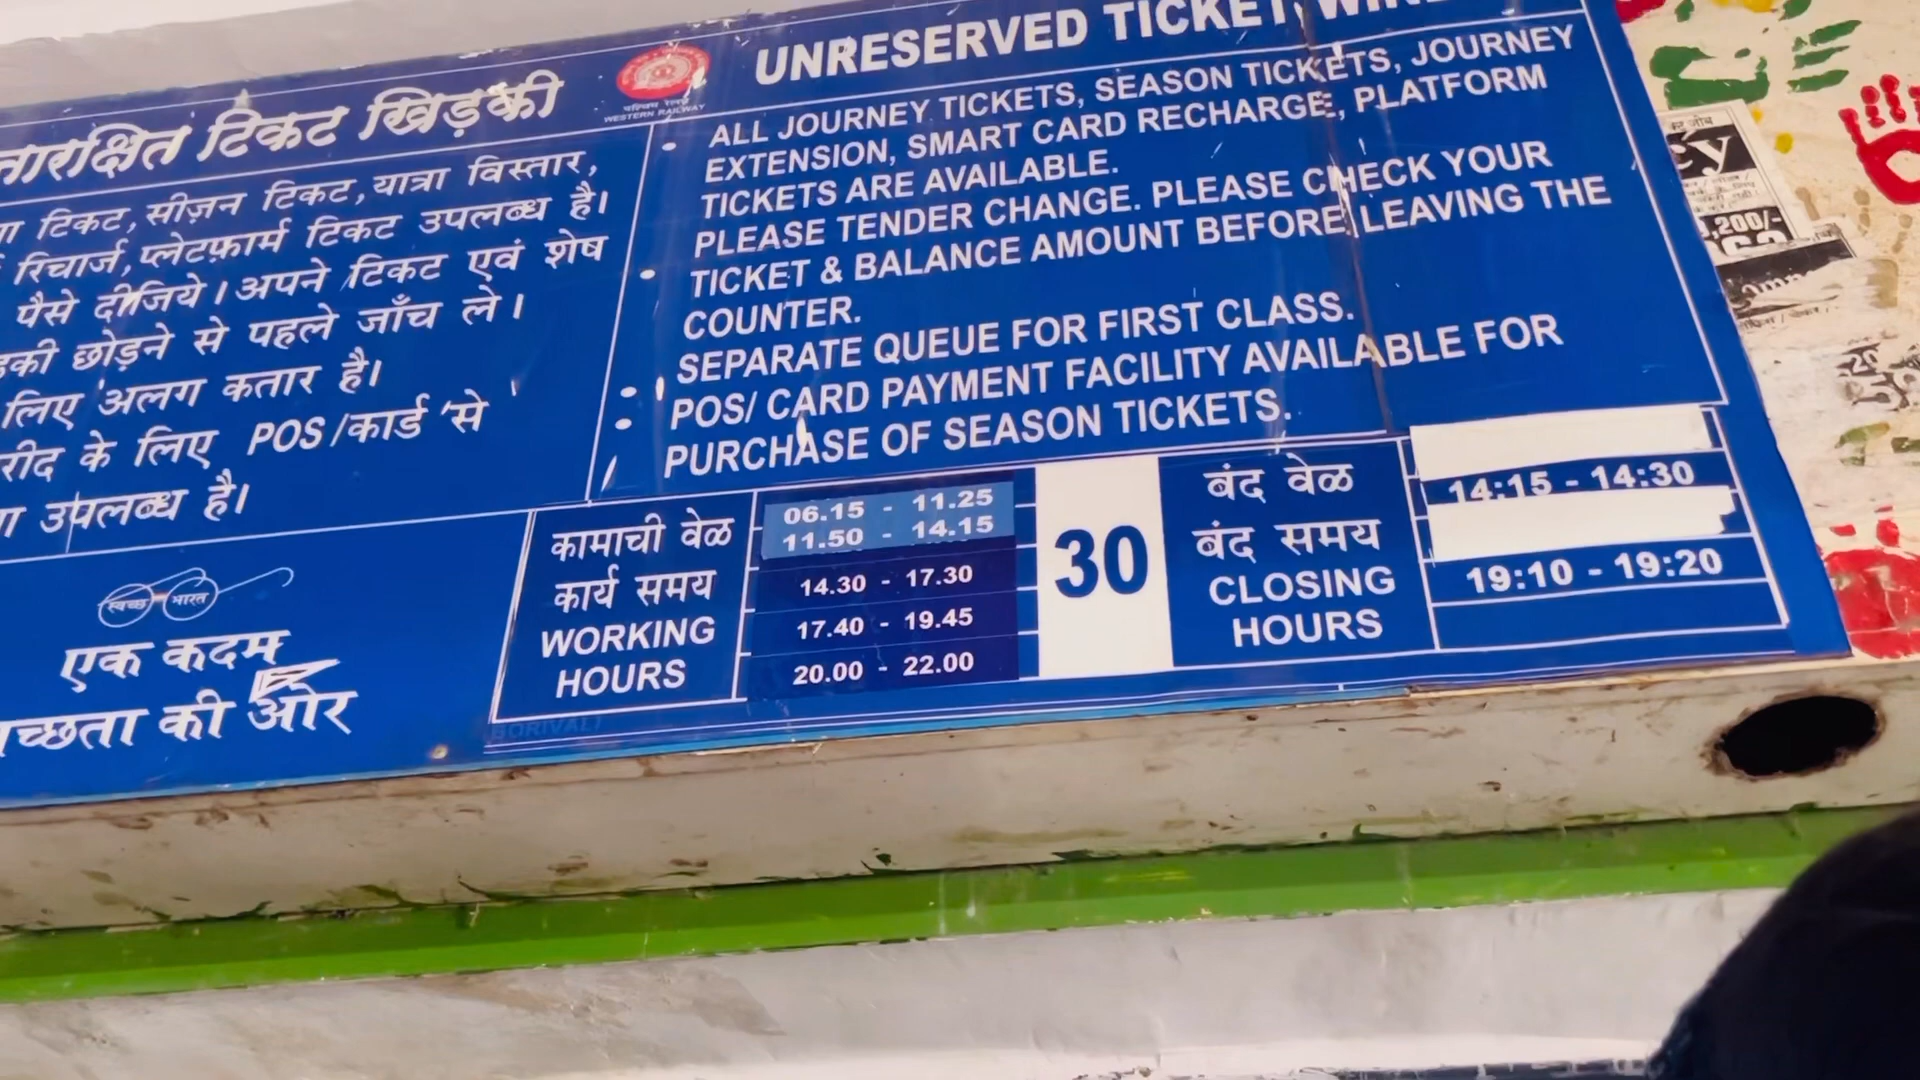 टिकट खिड़की
पश्चिम रेलवे
WESTERN RAILWAY
UNRESERVED TICKET
टिकट, सीज़न टिकट, यात्रा विस्तार,
रिचार्ज, प्लेटफ़ार्म टिकट उपलब्ध है।
पैसे दीजिये। अपने टिकट एवं शेष
छोड़ने से पहले जाँच ले।
लिए अलग कतार है।
के लिए POS/कार्ड से
उपलब्ध है।
• ALL JOURNEY TICKETS, SEASON TICKETS, JOURNEY
EXTENSION, SMART CARD RECHARGE, PLATFORM
TICKETS ARE AVAILABLE.
PLEASE TENDER CHANGE. PLEASE CHECK YOUR
• TICKET & BALANCE AMOUNT BEFORE LEAVING THE
COUNTER.
• SEPARATE QUEUE FOR FIRST CLASS.
• POS/ CARD PAYMENT FACILITY AVAILABLE FOR
PURCHASE OF SEASON TICKETS.
स्वच्छ भारत
एक कदम
की ओर
कामाची वेळ
कार्य समय
WORKING
HOURS
06.15 - 11.25
11.50 - 14.15
14.30 - 17.30
17.40 - 19.45
20.00 - 22.00
30
बंद वेळ
बंद समय
CLOSING
HOURS
14:15 - 14:30
19:10 - 19:20
BORIVALI